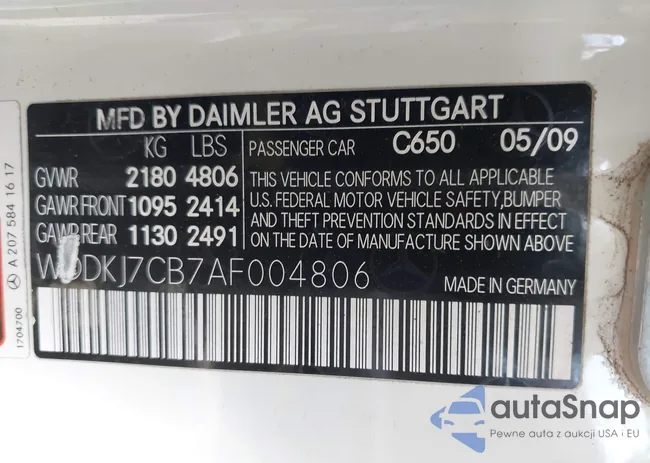 MFD BY DAIMLER AG STUTTGART
KG LBS PASSENGER CAR C650 05/09
GVWR 2180 4806
GAWR FRONT 1095 2414
GAWR REAR 1130 2491
THIS VEHICLE CONFORMS TO ALL APPLICABLE
U.S. FEDERAL MOTOR VEHICLE SAFETY,BUMPER
AND THEFT PREVENTION STANDARDS IN EFFECT
ON THE DATE OF MANUFACTURE SHOWN ABOVE
DKJ7CB7AF004806
MADE IN GERMANY
A 207 584 16 17
1704700
autaSnap
Pewne auta z aukcji USA i EU